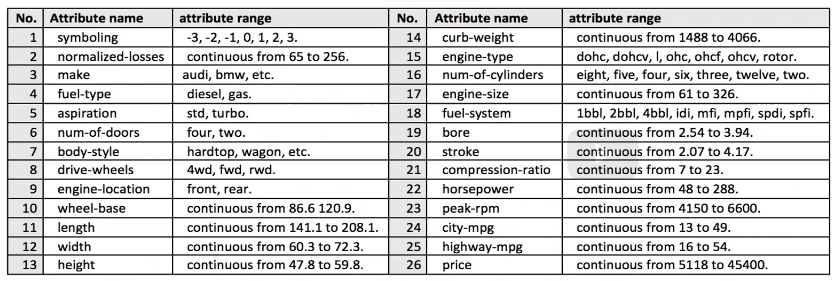 No. Attribute name attribute range No. Attribute name attribute range
1 symboling -3, -2, -1, 0, 1, 2, 3. 14 curb-weight continuous from 1488 to 4066.
2 normalized-losses continuous from 65 to 256. 15 engine-type dohc, dohcv, l, ohc, ohcf, ohcv, rotor.
3 make audi, bmw, etc. 16 num-of-cylinders eight, five, four, six, three, twelve, two.
4 fuel-type diesel, gas. 17 engine-size continuous from 61 to 326.
5 aspiration std, turbo. 18 fuel-system 1bbl, 2bbl, 4bbl, idi, mfi, mpfi, spdi, spfi.
6 num-of-doors four, two. 19 bore continuous from 2.54 to 3.94.
7 body-style hardtop, wagon, etc. 20 stroke continuous from 2.07 to 4.17.
8 drive-wheels 4wd, fwd, rwd. 21 compression-ratio continuous from 7 to 23.
9 engine-location front, rear. 22 horsepower continuous from 48 to 288.
10 wheel-base continuous from 86.6 120.9. 23 peak-rpm continuous from 4150 to 6600.
11 length continuous from 141.1 to 208.1. 24 city-mpg continuous from 13 to 49.
12 width continuous from 60.3 to 72.3. 25 highway-mpg continuous from 16 to 54.
13 height continuous from 47.8 to 59.8. 26 price continuous from 5118 to 45400.